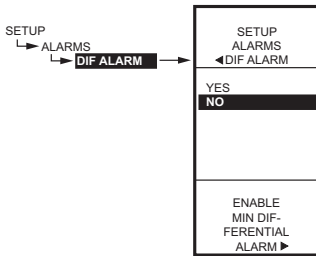 SETUP
ALARMS
DIF ALARM
SETUP
ALARMS
◀DIF ALARM
YES
NO
ENABLE
MIN DIF-
FERENTIAL
ALARM ▶